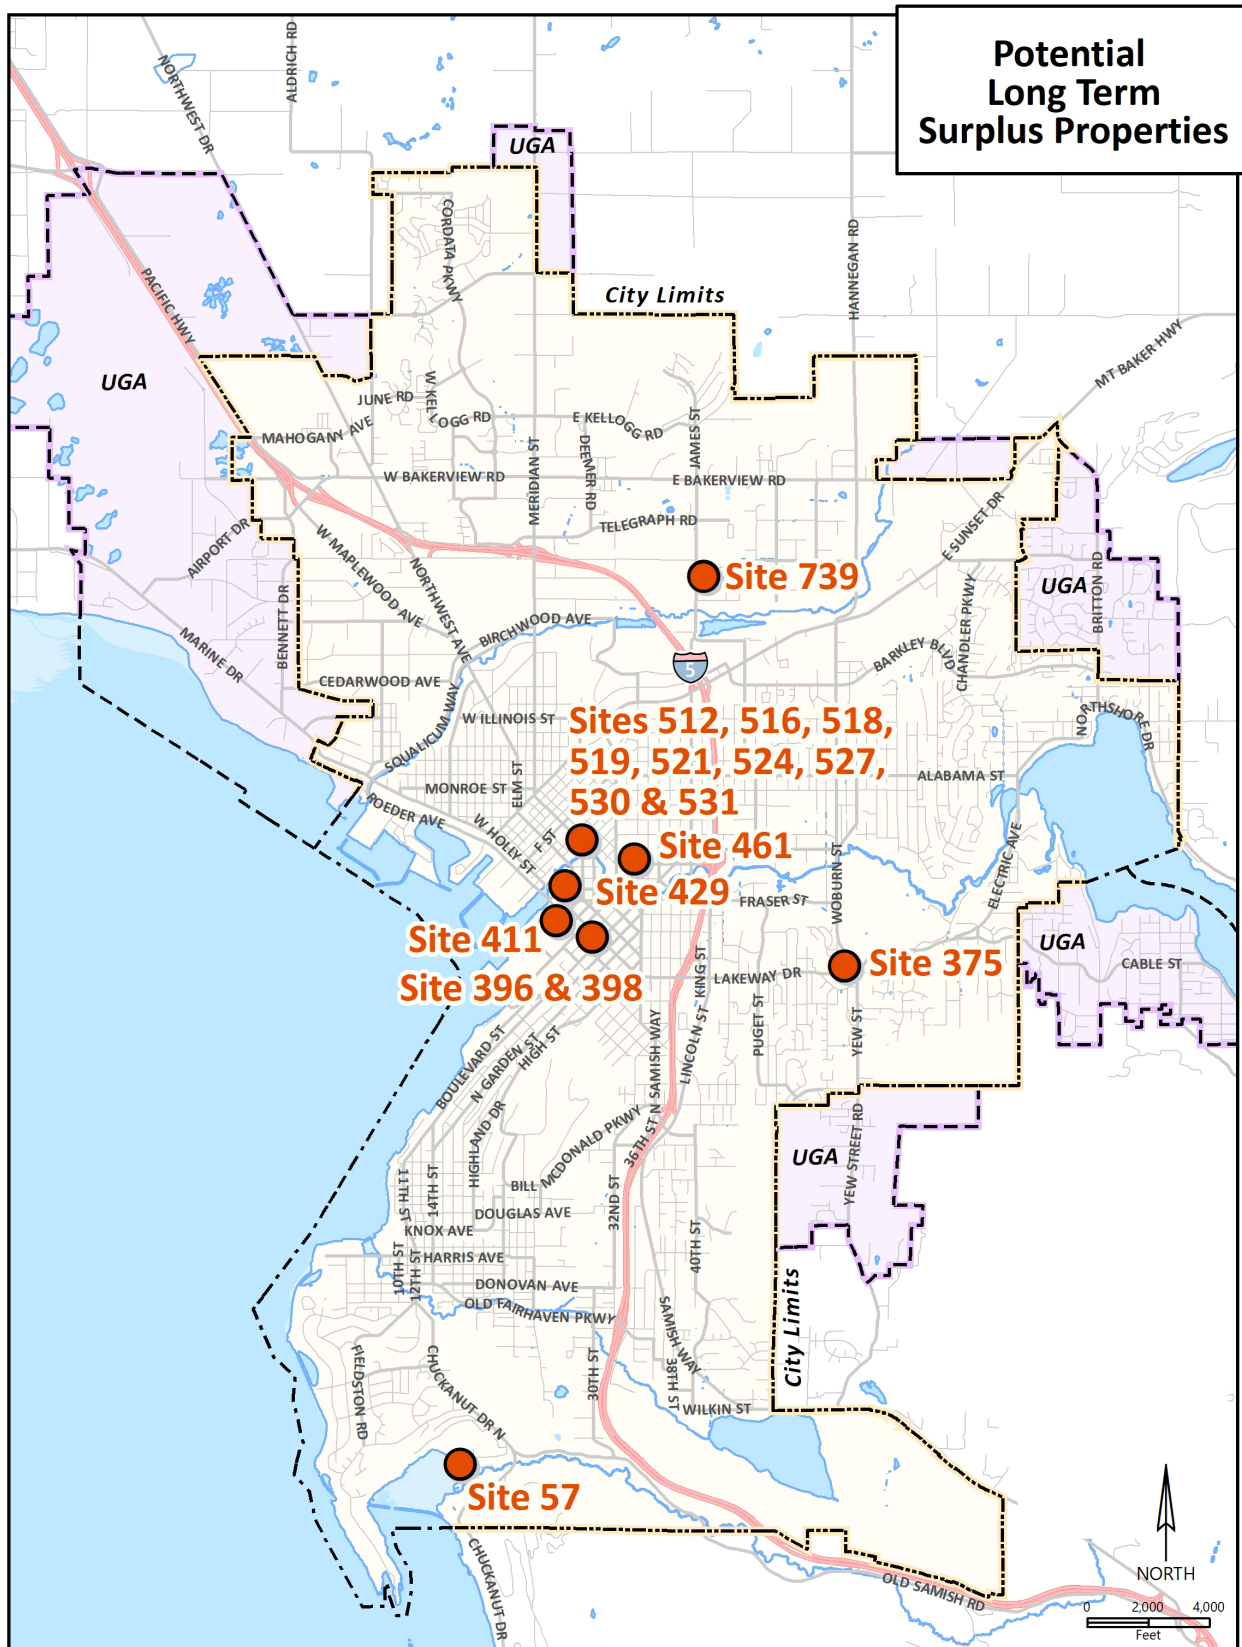 Potential
Long Term
Surplus Properties
ALDRICH RD
NORTHWEST DR
UGA
CORDATA PKWY
HANNEGAN RD
City Limits
PACIFIC HWY
MT BAKER HWY
UGA
JUNE RD
W KELLOGG RD
E KELLOGG RD
MAHOGANY AVE
JAMES ST
DEEMER RD
MERIDIAN ST
W BAKERVIEW RD
E BAKERVIEW RD
TELEGRAPH RD
E SUNSET DR
AIRPORT DR
W MAPLEWOOD AVE
NORTHWEST AVE
Site 739
UGA
BRITTON RD
CHANDLER PKWY
BENNETT DR
MARINE DR
BIRCHWOOD AVE
BARKLEY BLVD
5
CEDARWOOD AVE
W ILLINOIS ST
SQUALICUM WAY
NORTHSHORE DR
Sites 512, 516, 518,
519, 521, 524, 527,
530 & 531
ALABAMA ST
MONROE ST
ELM ST
ROEDER AVE
W HOLLY ST
F ST
Site 461
WOBURN ST
ELECTRIC AVE
Site 429
FRASER ST
Site 411
UGA
CABLE ST
Site 375
LAKEWAY DR
KING ST
Site 396 & 398
PUGET ST
YEW ST
LINCOLN ST
N SAMISH WAY
BOULEVARD ST
N GARDEN ST
HIGH ST
HIGHLAND DR
36TH ST
BILL MCDONALD PKWY
YEW STREET RD
UGA
11TH ST
14TH ST
32ND ST
DOUGLAS AVE
KNOX AVE
40TH ST
10TH ST
12TH ST
HARRIS AVE
DONOVAN AVE
OLD FAIRHAVEN PKWY
City Limits
SAMISH WAY
FIELDSTON RD
CHUCKANUT DR N
30TH ST
38TH ST
WILKIN ST
Site 57
CHUCKANUT DR
OLD SAMISH RD
NORTH
0 2,000 4,000
Feet